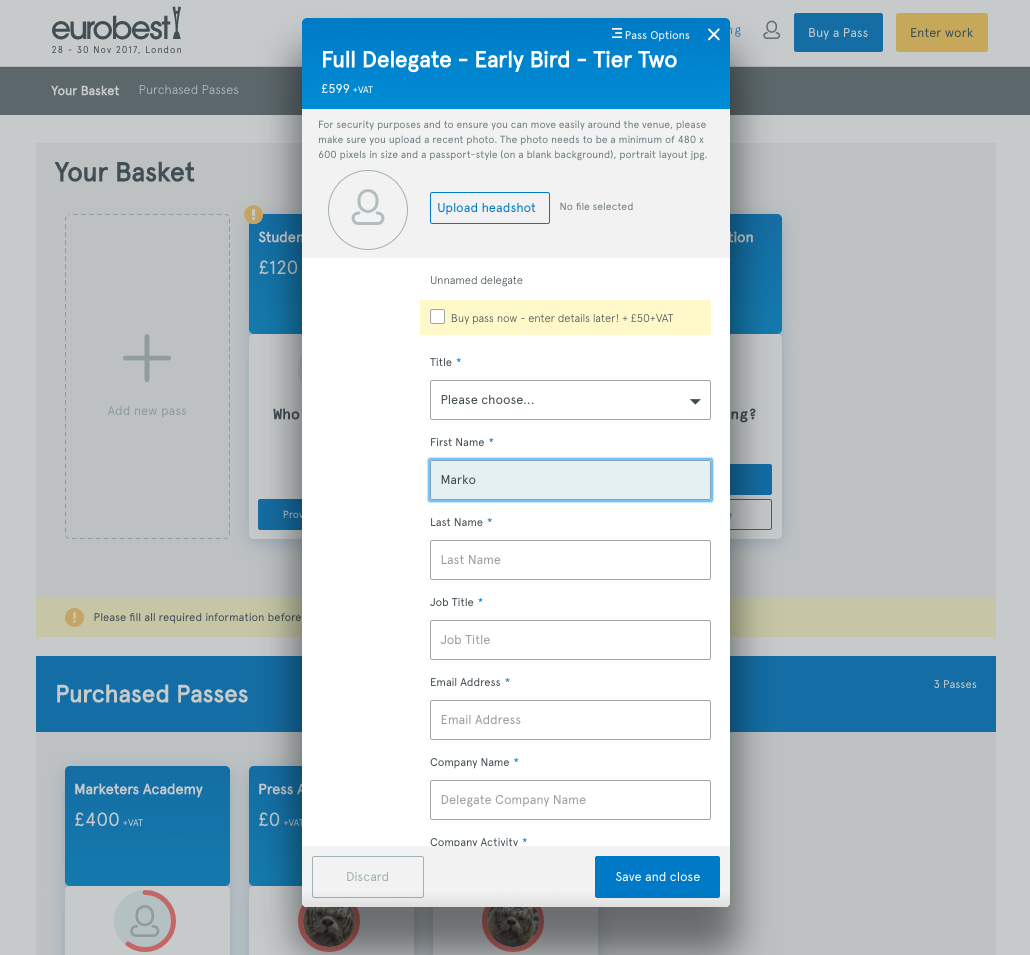 eurobest
28 - 30 Nov 2017, London
Buy a Pass
Enter work
Your Basket
Purchased Passes
Pass Options
Full Delegate - Early Bird - Tier Two
£599 +VAT
For security purposes and to ensure you can move easily around the venue, please
make sure you upload a recent photo. The photo needs to be a minimum of 480 x
600 pixels in size and a passport-style (on a blank background), portrait layout jpg.
Upload headshot
No file selected
Unnamed delegate
Buy pass now - enter details later! + £50+VAT
Title *
Please choose...
First Name *
Marko
Last Name *
Last Name
Job Title *
Job Title
Email Address *
Email Address
Company Name *
Delegate Company Name
Company Activity *
Discard
Save and close
Your Basket
Add new pass
£120
Who
Please fill all required information before
Purchased Passes
3 Passes
Marketers Academy
£400 +VAT
Press
£0 +VAT